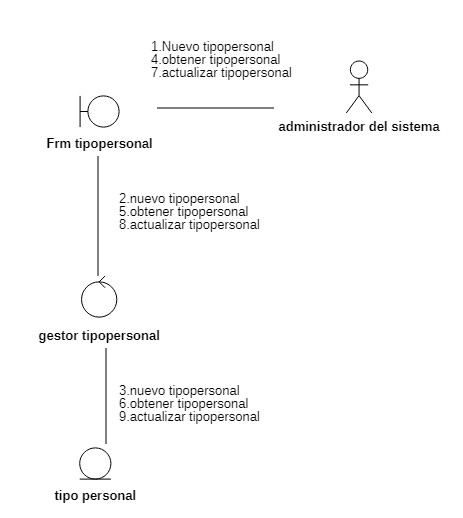 1.Nuevo tipopersonal
4.obtener tipopersonal
7.actualizar tipopersonal
administrador del sistema
Frm tipopersonal
2.nuevo tipopersonal
5.obtener tipopersonal
8.actualizar tipopersonal
gestor tipopersonal
3.nuevo tipopersonal
6.obtener tipopersonal
9.actualizar tipopersonal
tipo personal